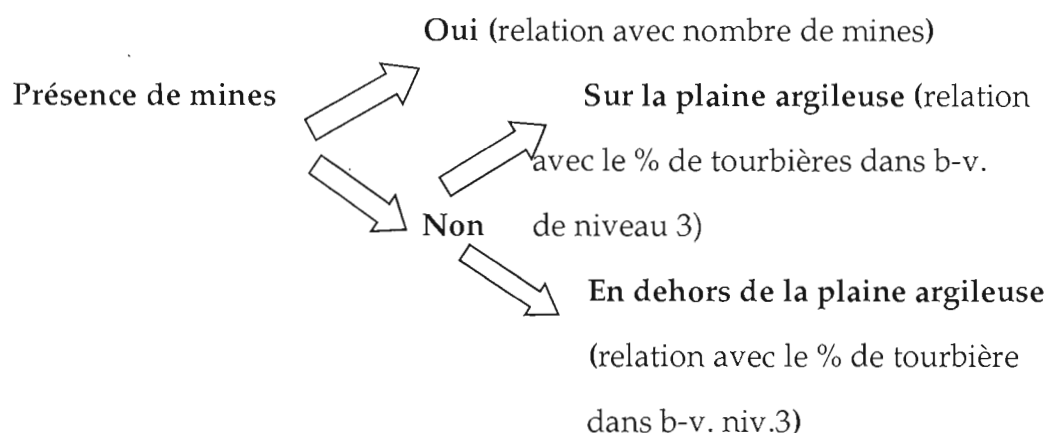 Oui (relation avec nombre de mines)
Présence de mines
Sur la plaine argileuse (relation
avec le % de tourbières dans b-v.
Non
de niveau 3)
En dehors de la plaine argileuse
(relation avec le % de tourbière
dans b-v. niv.3)